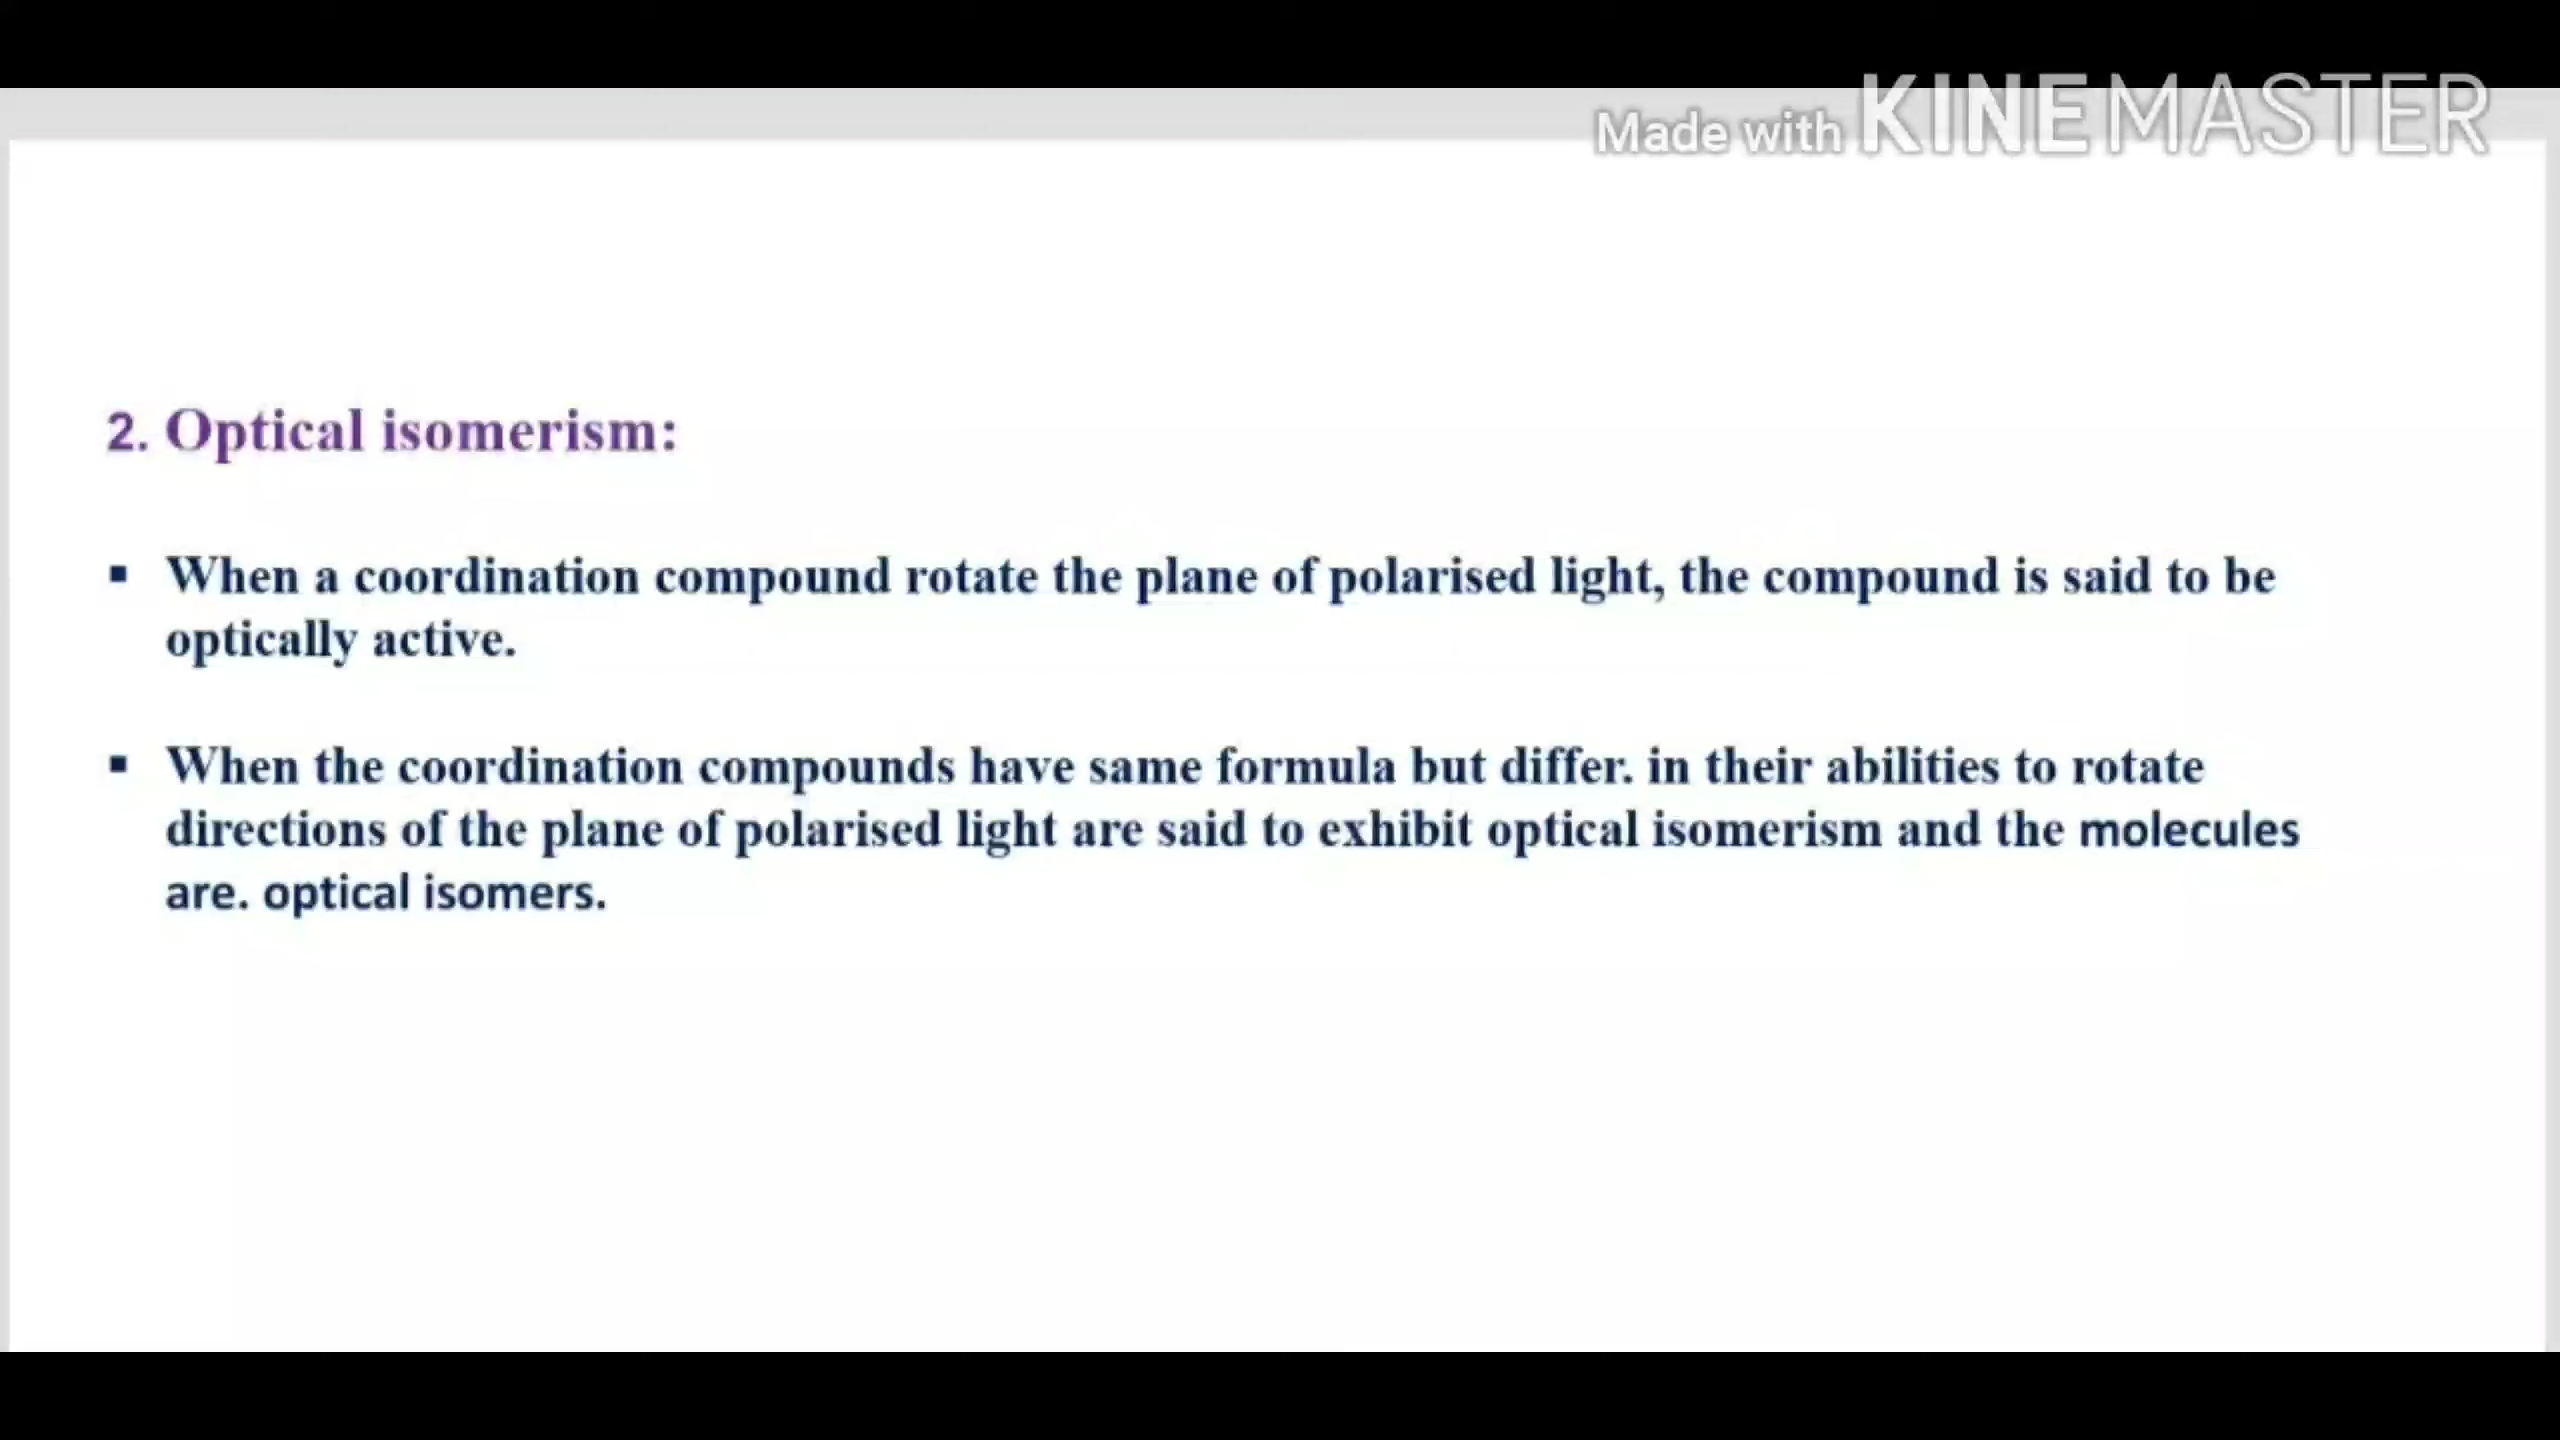 Made with KINEMASTER
2. Optical isomerism:
▪ When a coordination compound rotate the plane of polarised light, the compound is said to be
optically active.
▪ When the coordination compounds have same formula but differ. in their abilities to rotate
directions of the plane of polarised light are said to exhibit optical isomerism and the molecules
are. optical isomers.